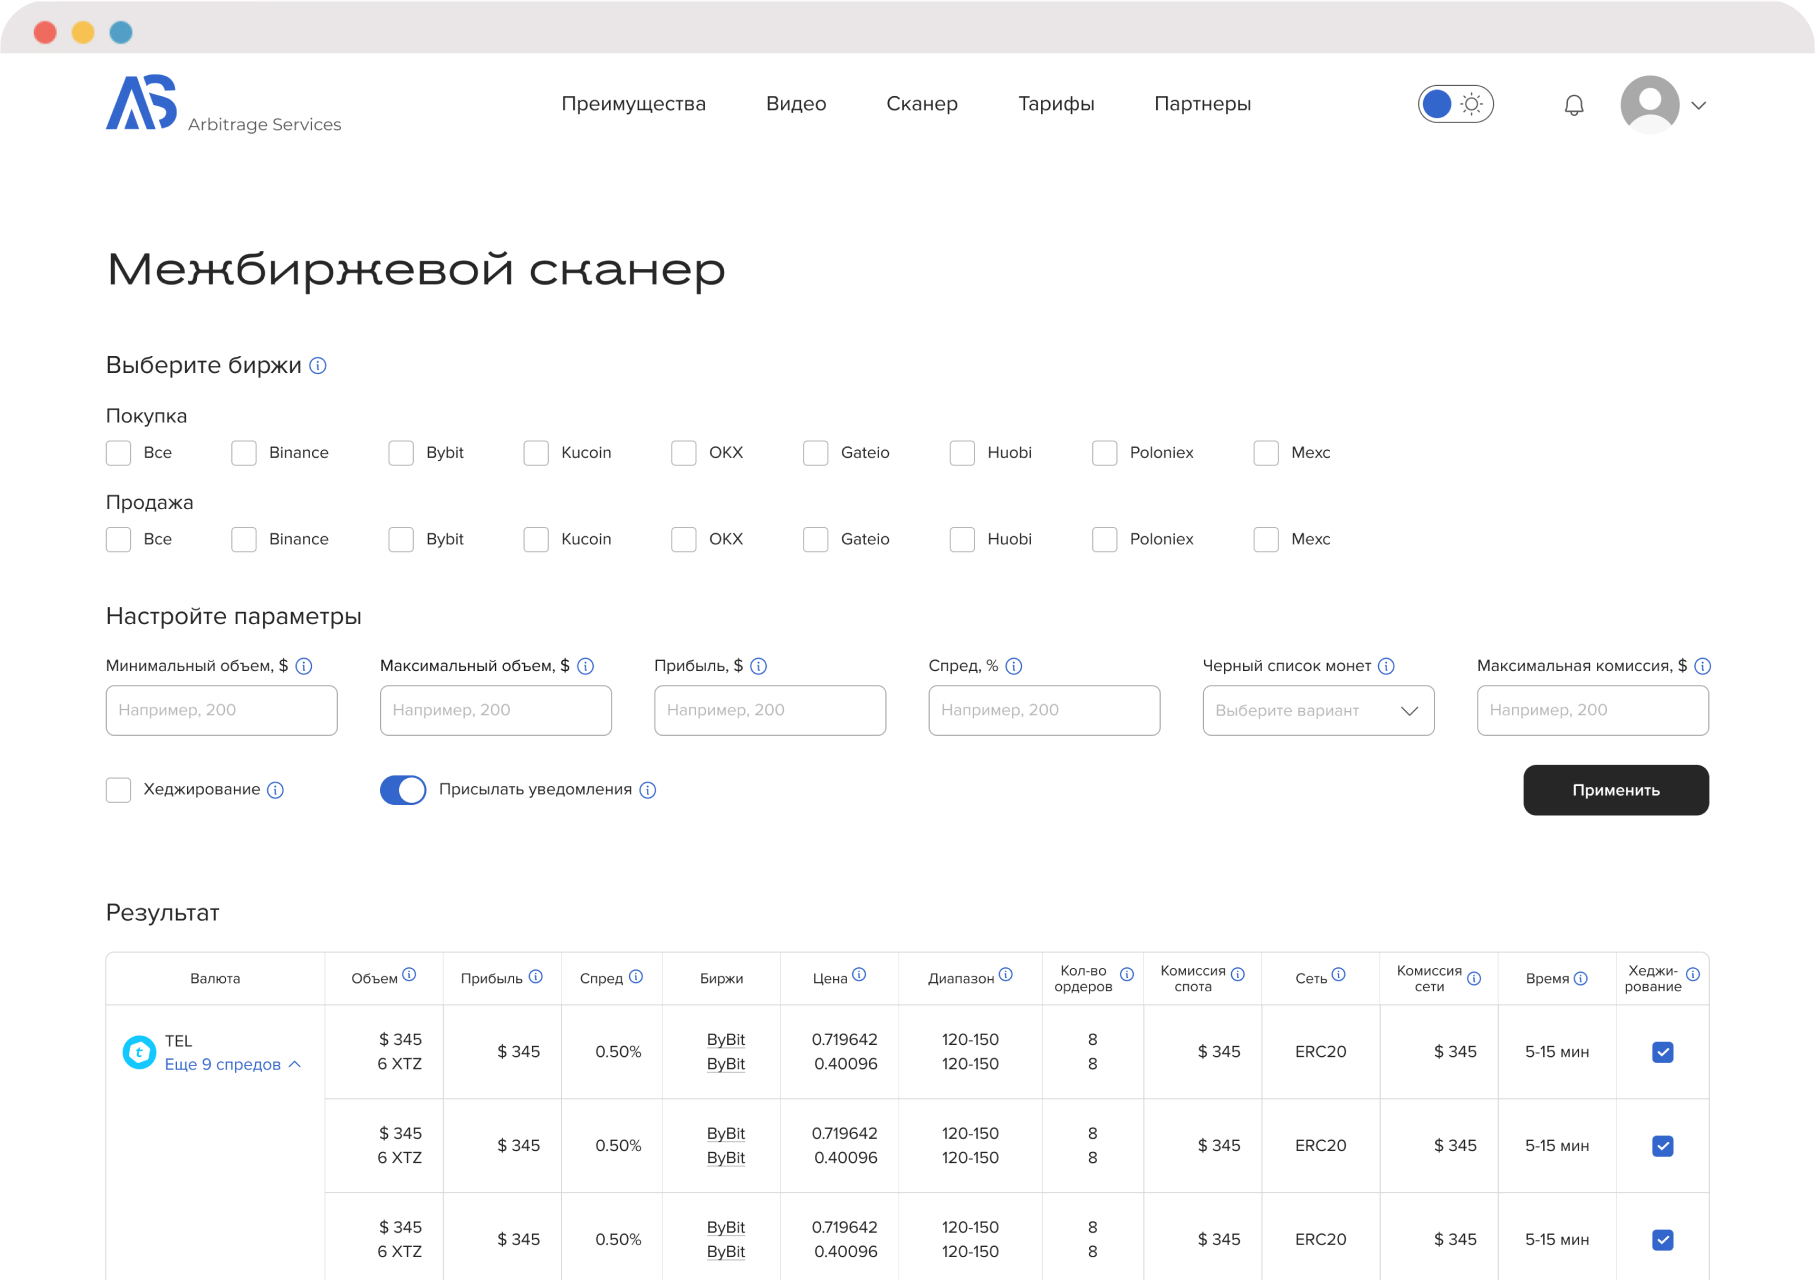 AS Arbitrage Services
Преимущества Видео Сканер Тарифы Партнеры
Межбиржевой сканер
Выберите биржи
Покупка
Все Binance Bybit Kucoin OKX Gateio Huobi Poloniex Mexc
Продажа
Все Binance Bybit Kucoin OKX Gateio Huobi Poloniex Mexc
Настройте параметры
Минимальный объем, $ Максимальный объем, $ Прибыль, $ Спред, % Черный список монет Максимальная комиссия, $
Например, 200 Например, 200 Например, 200 Например, 200 Выберите вариант Например, 200
Хеджирование Присылать уведомления Применить
Результат
Валюта Объем Прибыль Спред Биржи Цена Диапазон Кол-во ордеров Комиссия спота Сеть Комиссия сети Время Хеджи-рование
TEL
Еще 9 спредов
$ 345 6 XTZ $ 345 0.50% ByBit ByBit 0.719642 0.40096 120-150 120-150 8 8 $ 345 ERC20 $ 345 5-15 мин
$ 345 6 XTZ $ 345 0.50% ByBit ByBit 0.719642 0.40096 120-150 120-150 8 8 $ 345 ERC20 $ 345 5-15 мин
$ 345 6 XTZ $ 345 0.50% ByBit ByBit 0.719642 0.40096 120-150 120-150 8 8 $ 345 ERC20 $ 345 5-15 мин